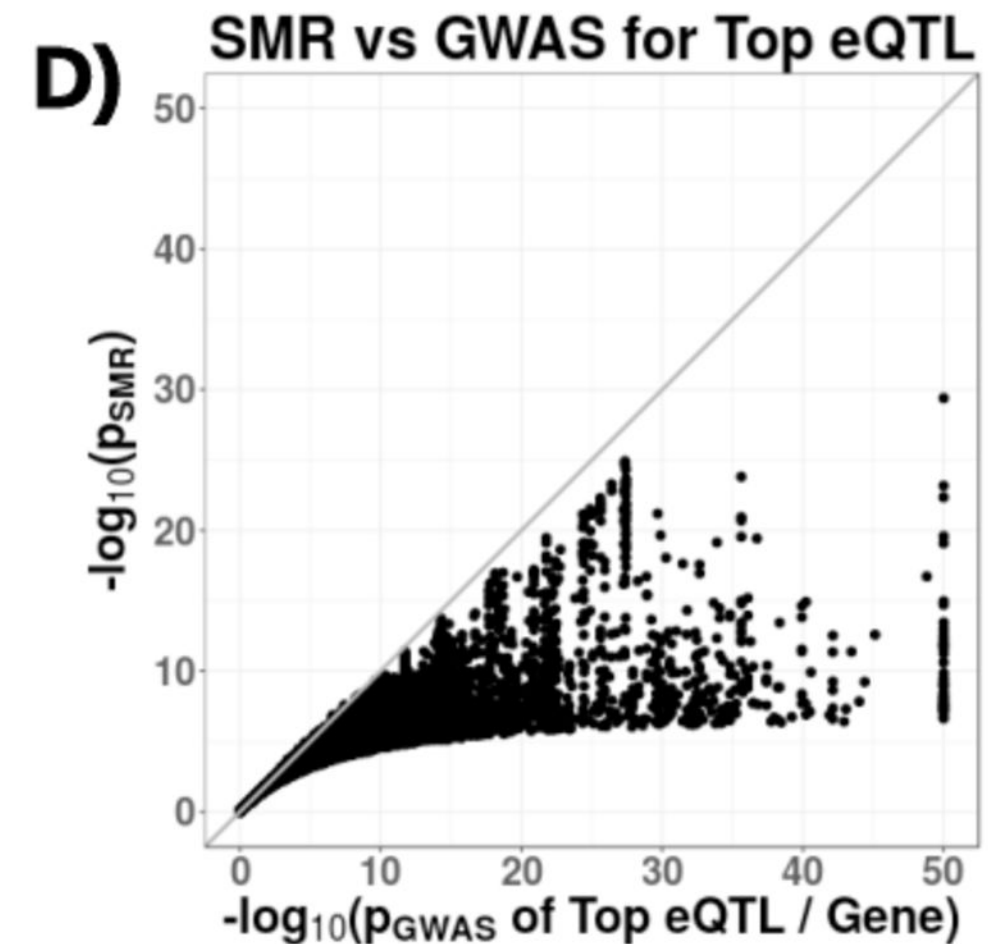 D)
SMR vs GWAS for Top eQTL
-log10(pSMR)
50
40
30
20
10
0
0 10 20 30 40 50
-log10(pGWAS of Top eQTL / Gene)